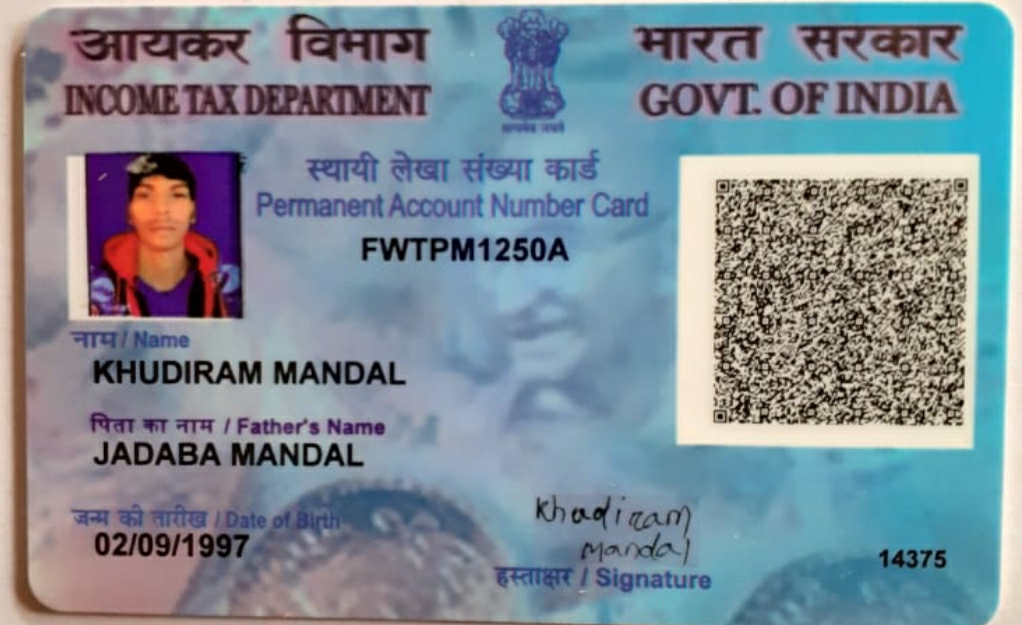 आयकर विभाग
INCOME TAX DEPARTMENT
भारत सरकार
GOVT. OF INDIA
सत्यमेव जयते
स्थायी लेखा संख्या कार्ड
Permanent Account Number Card
FWTPM1250A
नाम / Name
KHUDIRAM MANDAL
पिता का नाम / Father's Name
JADABA MANDAL
जन्म की तारीख / Date of Birth
02/09/1997
Khudiram
Mandal
हस्ताक्षर / Signature
14375